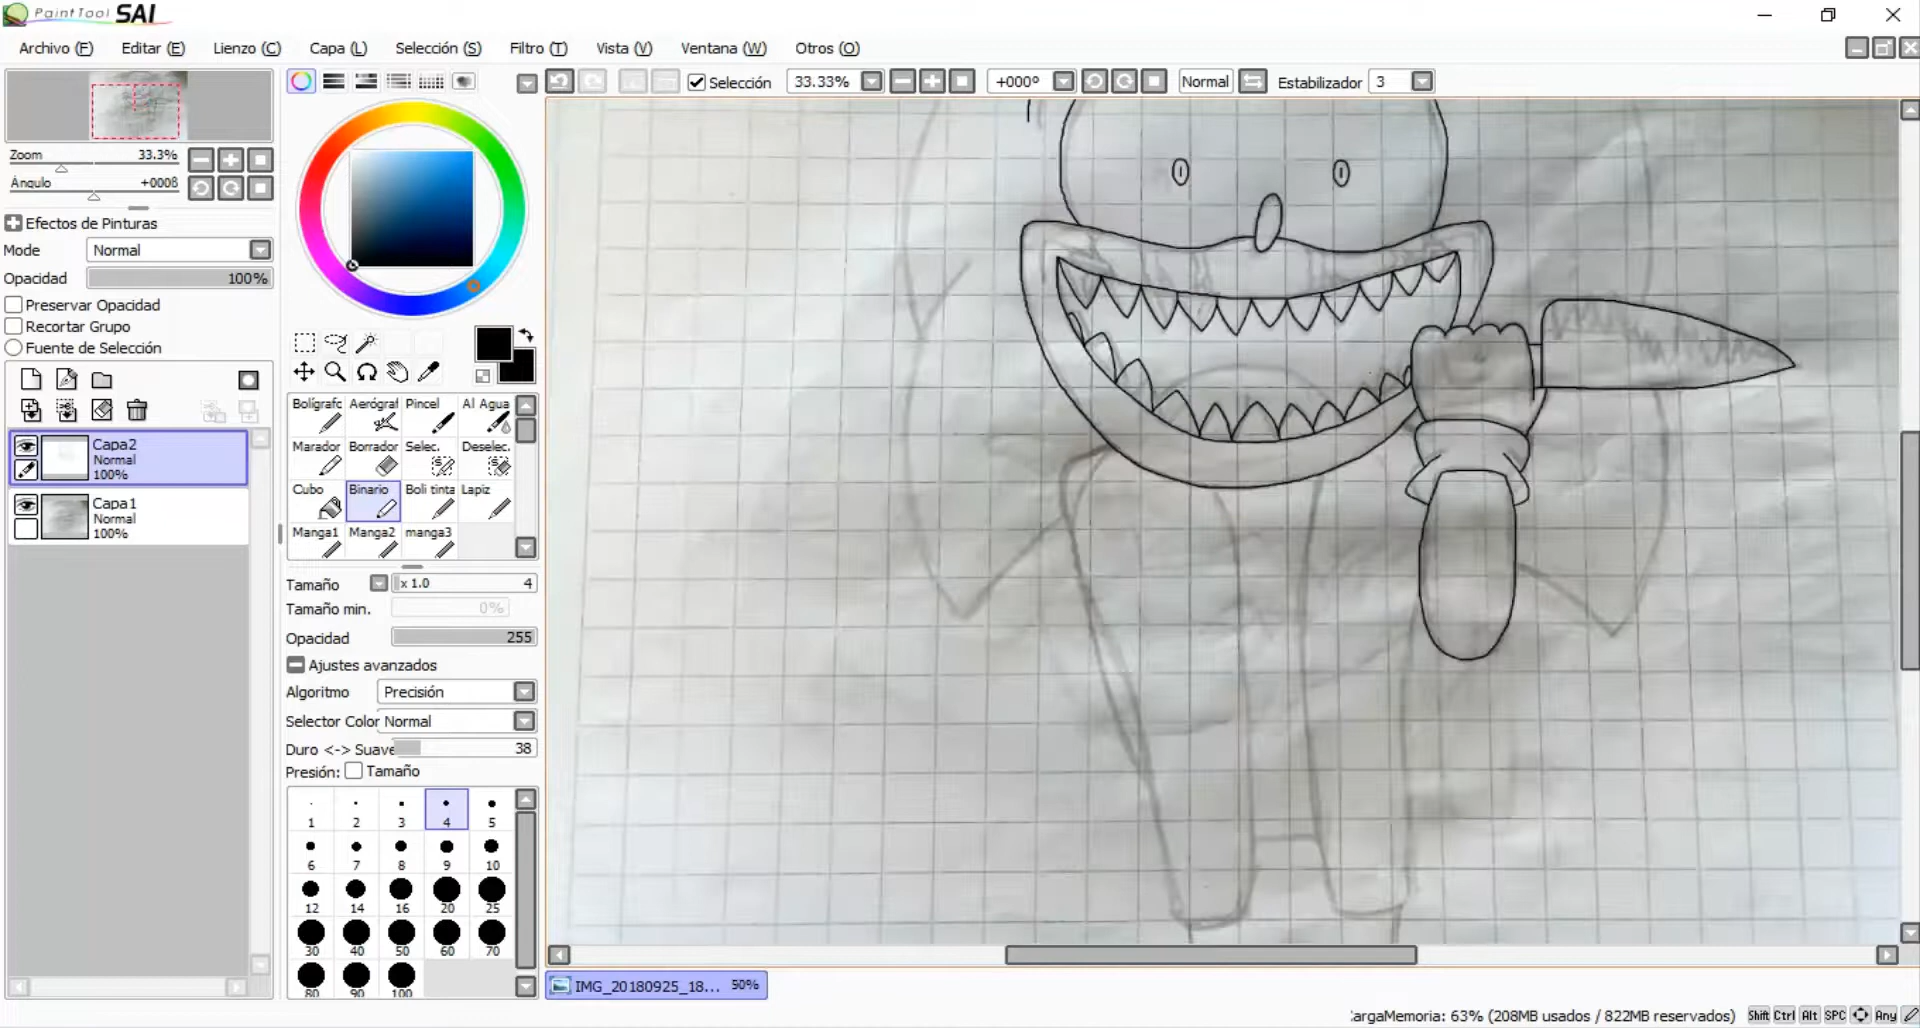 PaintTool SAI
Archivo (F) Editar (E) Lienzo (C) Capa (L) Selección (S) Filtro (T) Vista (V) Ventana (W) Otros (O)
Selección 33.33% +000º Normal Estabilizador 3
Zoom 33.3%
Ángulo +0008
Efectos de Pinturas
Mode Normal
Opacidad 100%
Preservar Opacidad
Recortar Grupo
Fuente de Selección
Capa2
Normal
100%
Capa1
Normal
100%
Bolígrafc Aerógraf Pincel Al Agua
Marador Borrador Selec. Deselec.
Cubo Binario Boli tinta Lapiz
Manga1 Manga2 manga3
Tamaño x 1.0 4
Tamaño min. 0%
Opacidad 255
Ajustes avanzados
Algoritmo Precisión
Selector Color Normal
Duro <-> Suave 38
Presión: Tamaño
1 2 3 4 5
6 7 8 9 10
12 14 16 20 25
30 40 50 60 70
80 90 100
IMG_20180925_18... 50%
argaMemoria: 63% (208MB usados / 822MB reservados) Shift Ctrl Alt SPC Any